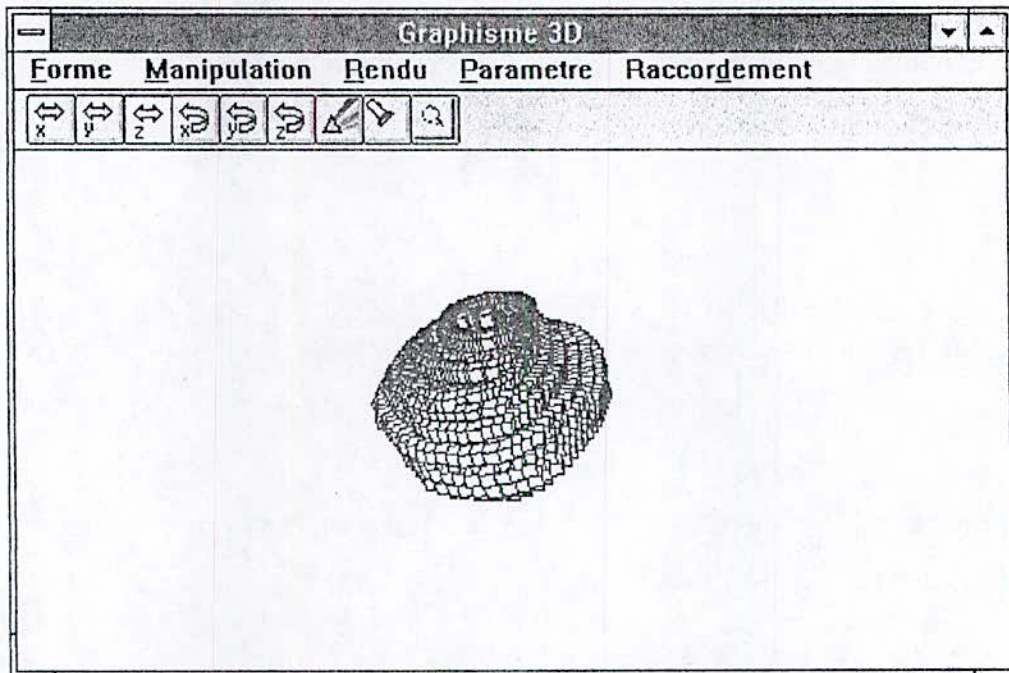 Graphisme 3D
Forme Manipulation Rendu Parametre Raccordement
x y z x y z